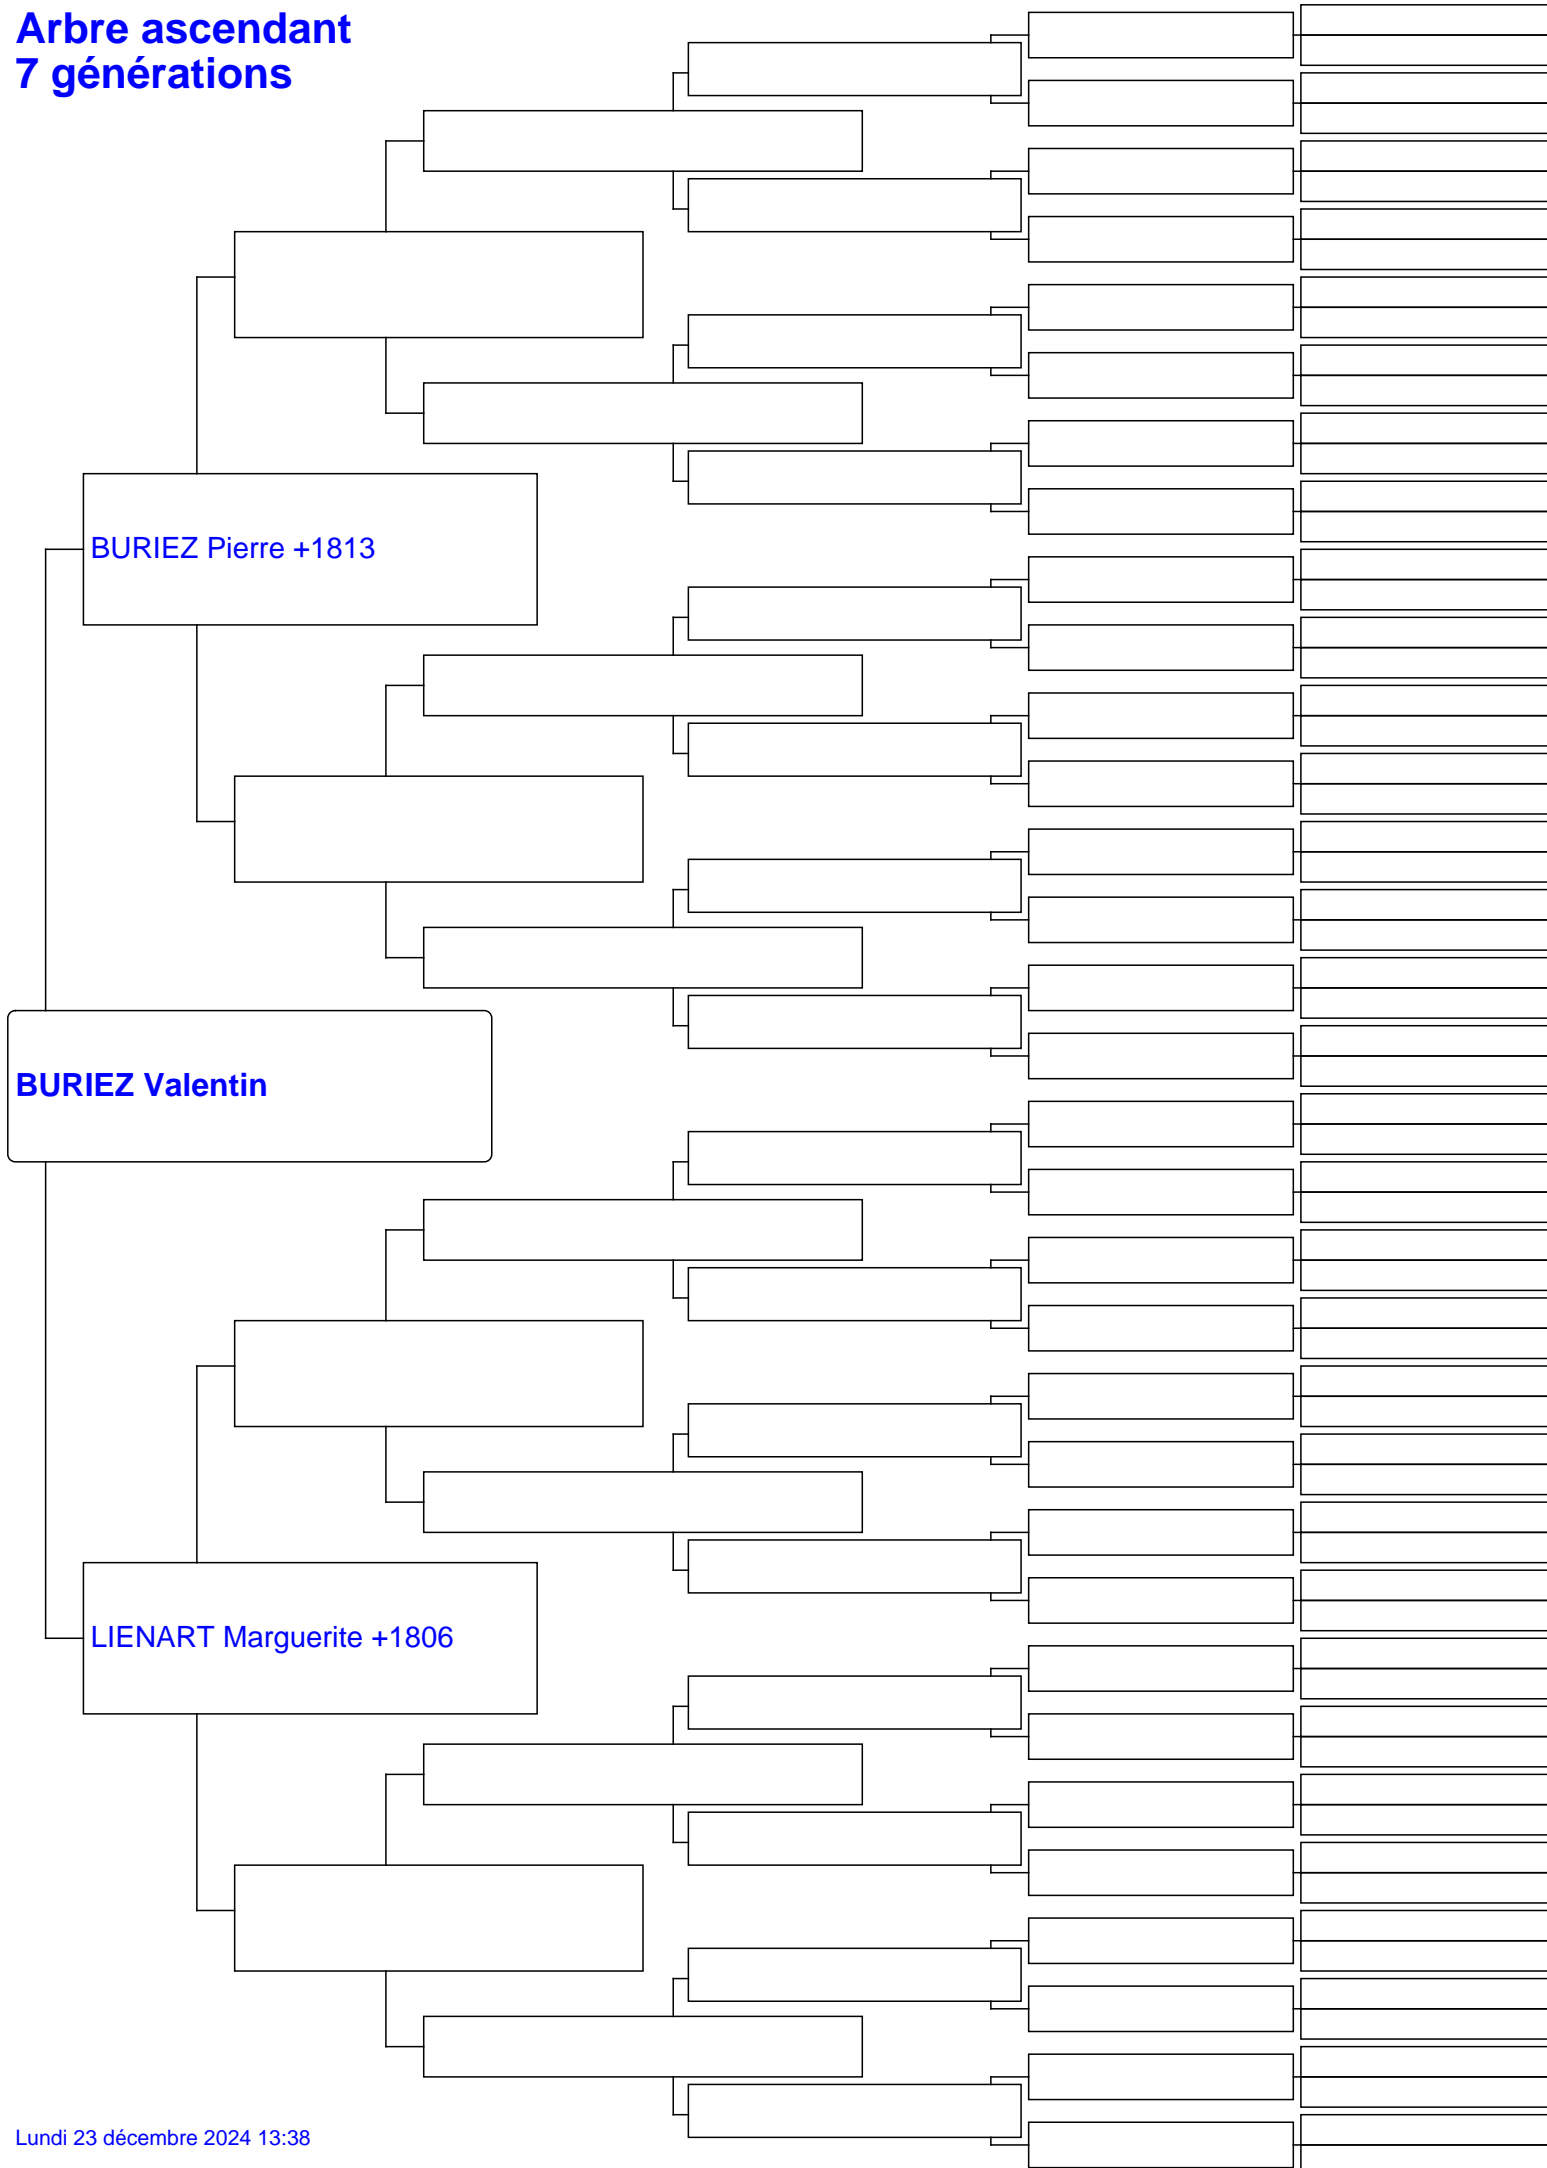 Arbre ascendant
7 générations
BURIEZ Pierre +1813
BURIEZ Valentin
LIENART Marguerite +1806
Lundi 23 décembre 2024 13:38